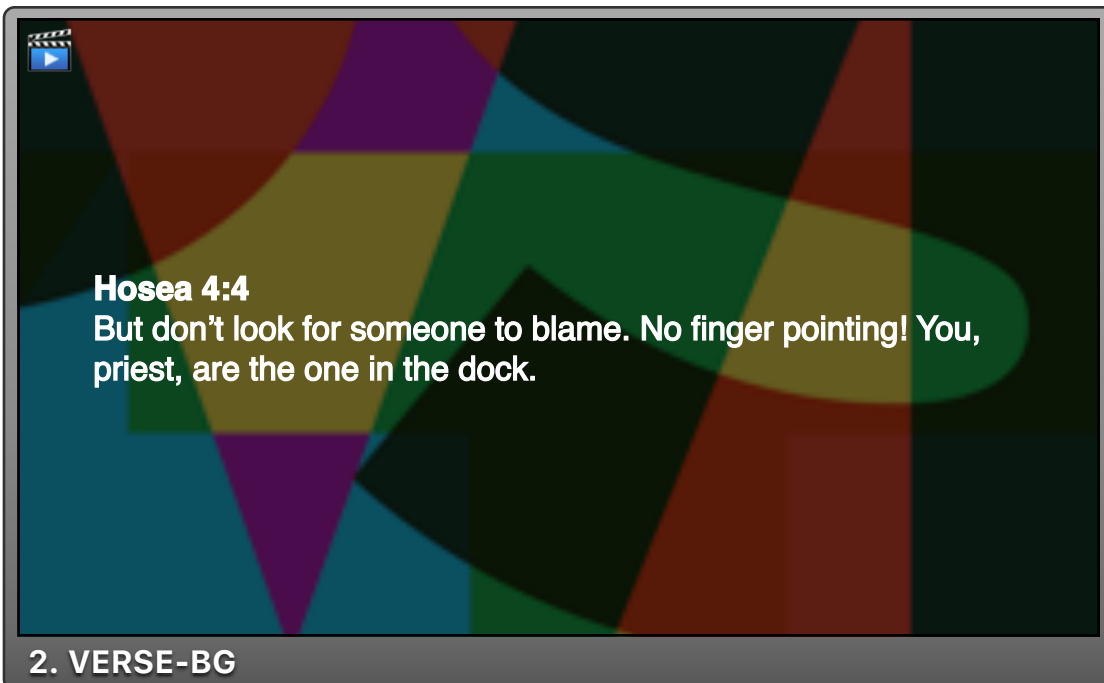 Hosea 4:4
But don’t look for someone to blame. No finger pointing! You,
priest, are the one in the dock.
2. VERSE-BG